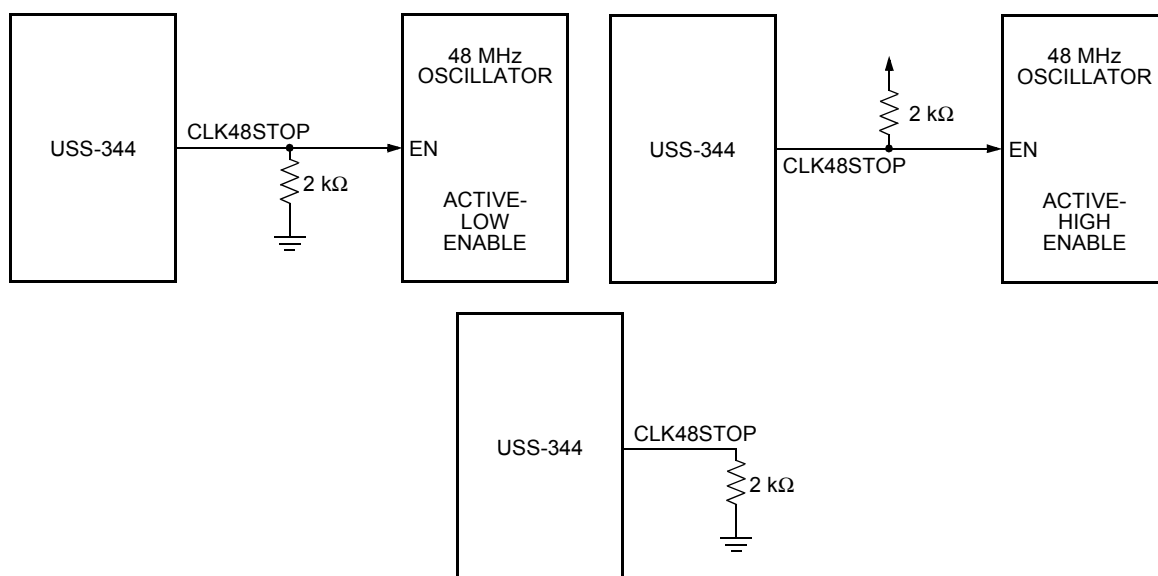 USS-344
CLK48STOP
2 kΩ
48 MHz
OSCILLATOR
EN
ACTIVE-
LOW
ENABLE
USS-344
CLK48STOP
2 kΩ
48 MHz
OSCILLATOR
EN
ACTIVE-
HIGH
ENABLE
USS-344
CLK48STOP
2 kΩ